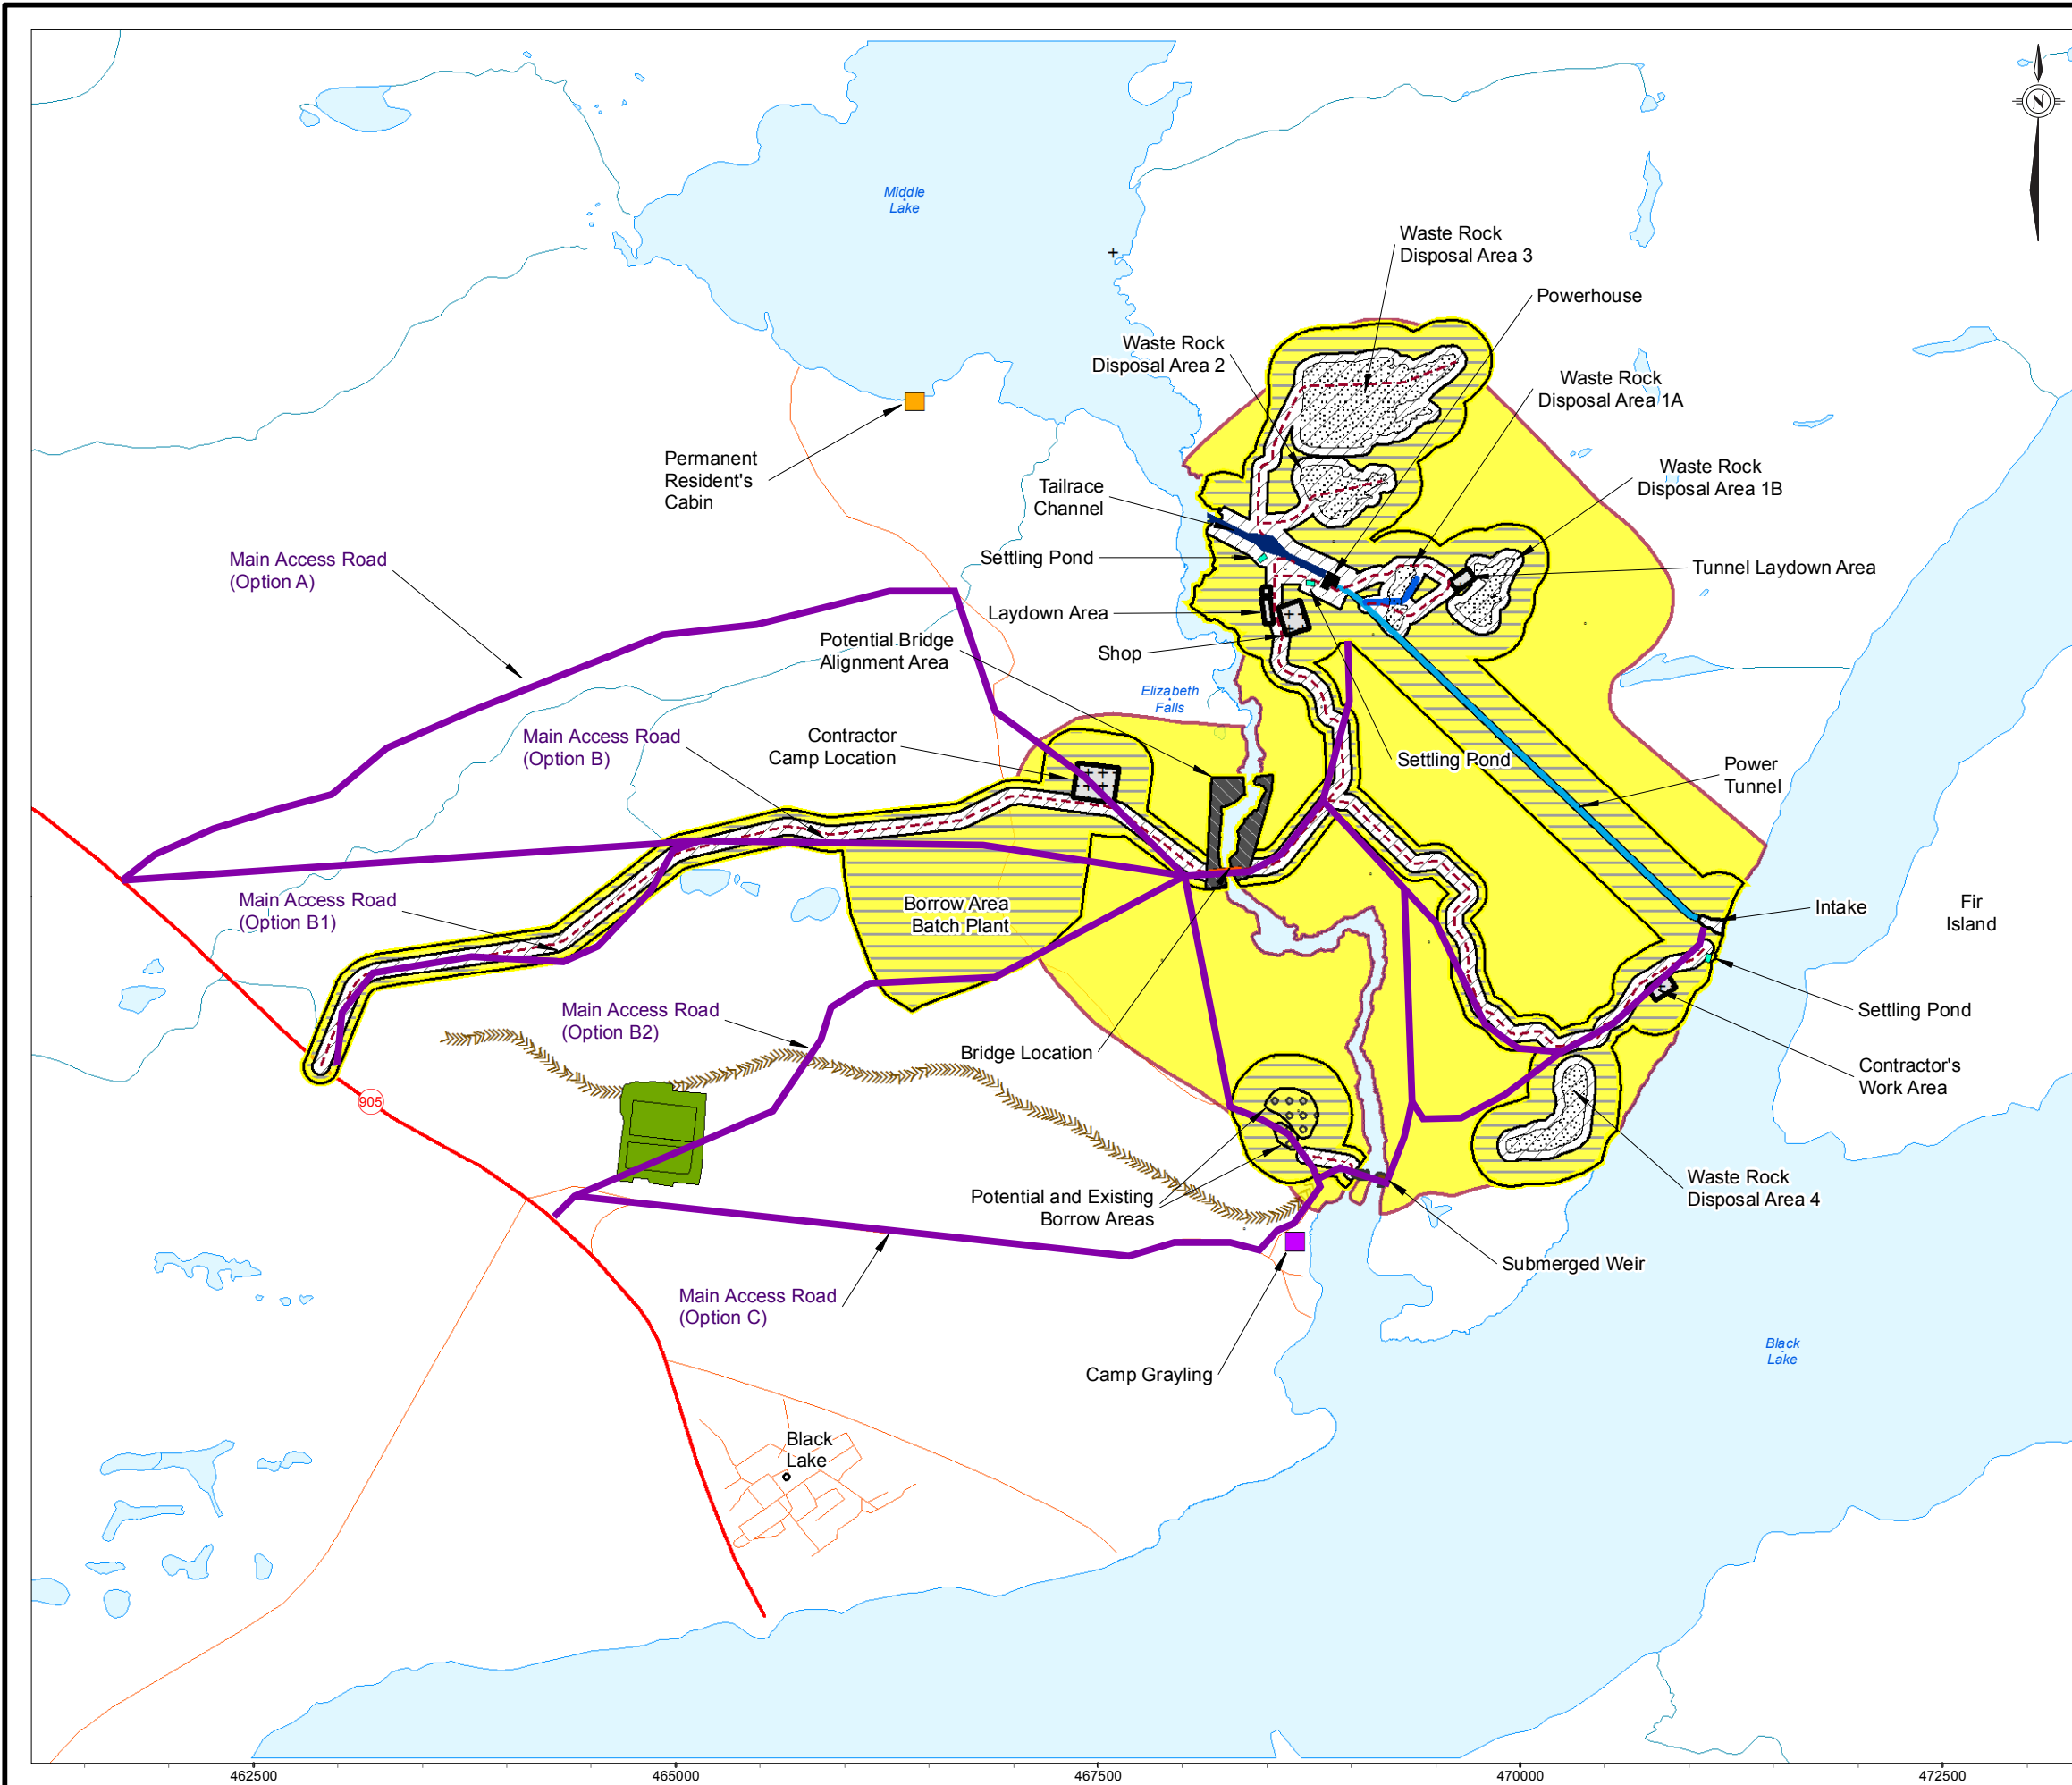 N
Middle
Lake
Waste Rock
Disposal Area 3
Powerhouse
Waste Rock
Disposal Area 2
Waste Rock
Disposal Area 1A
Permanent
Resident's
Cabin
Waste Rock
Disposal Area 1B
Tailrace
Channel
Settling Pond
Tunnel Laydown Area
Main Access Road
(Option A)
Laydown Area
Potential Bridge
Alignment Area
Shop
Elizabeth
Falls
Main Access Road
(Option B)
Contractor
Camp Location
Settling Pond
Power
Tunnel
Main Access Road
(Option B1)
Borrow Area
Batch Plant
Intake
Fir
Island
Main Access Road
(Option B2)
Settling Pond
Bridge Location
Contractor's
Work Area
905
Potential and Existing
Borrow Areas
Waste Rock
Disposal Area 4
Submerged Weir
Main Access Road
(Option C)
Camp Grayling
Black
Lake
Black
Lake
462500
465000
467500
470000
472500